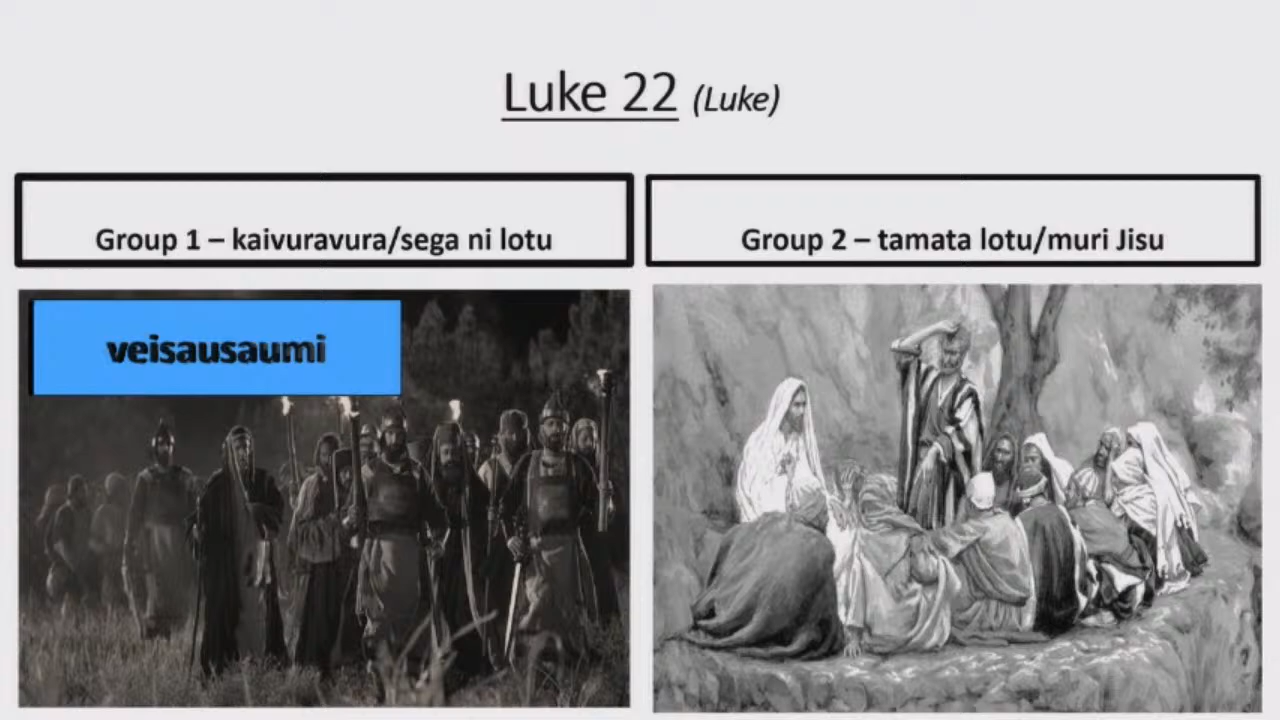 Luke 22 (Luke)
Group 1 – kaivuravura/sega ni lotu
Group 2 – tamata lotu/muri Jisu
veisausaumi